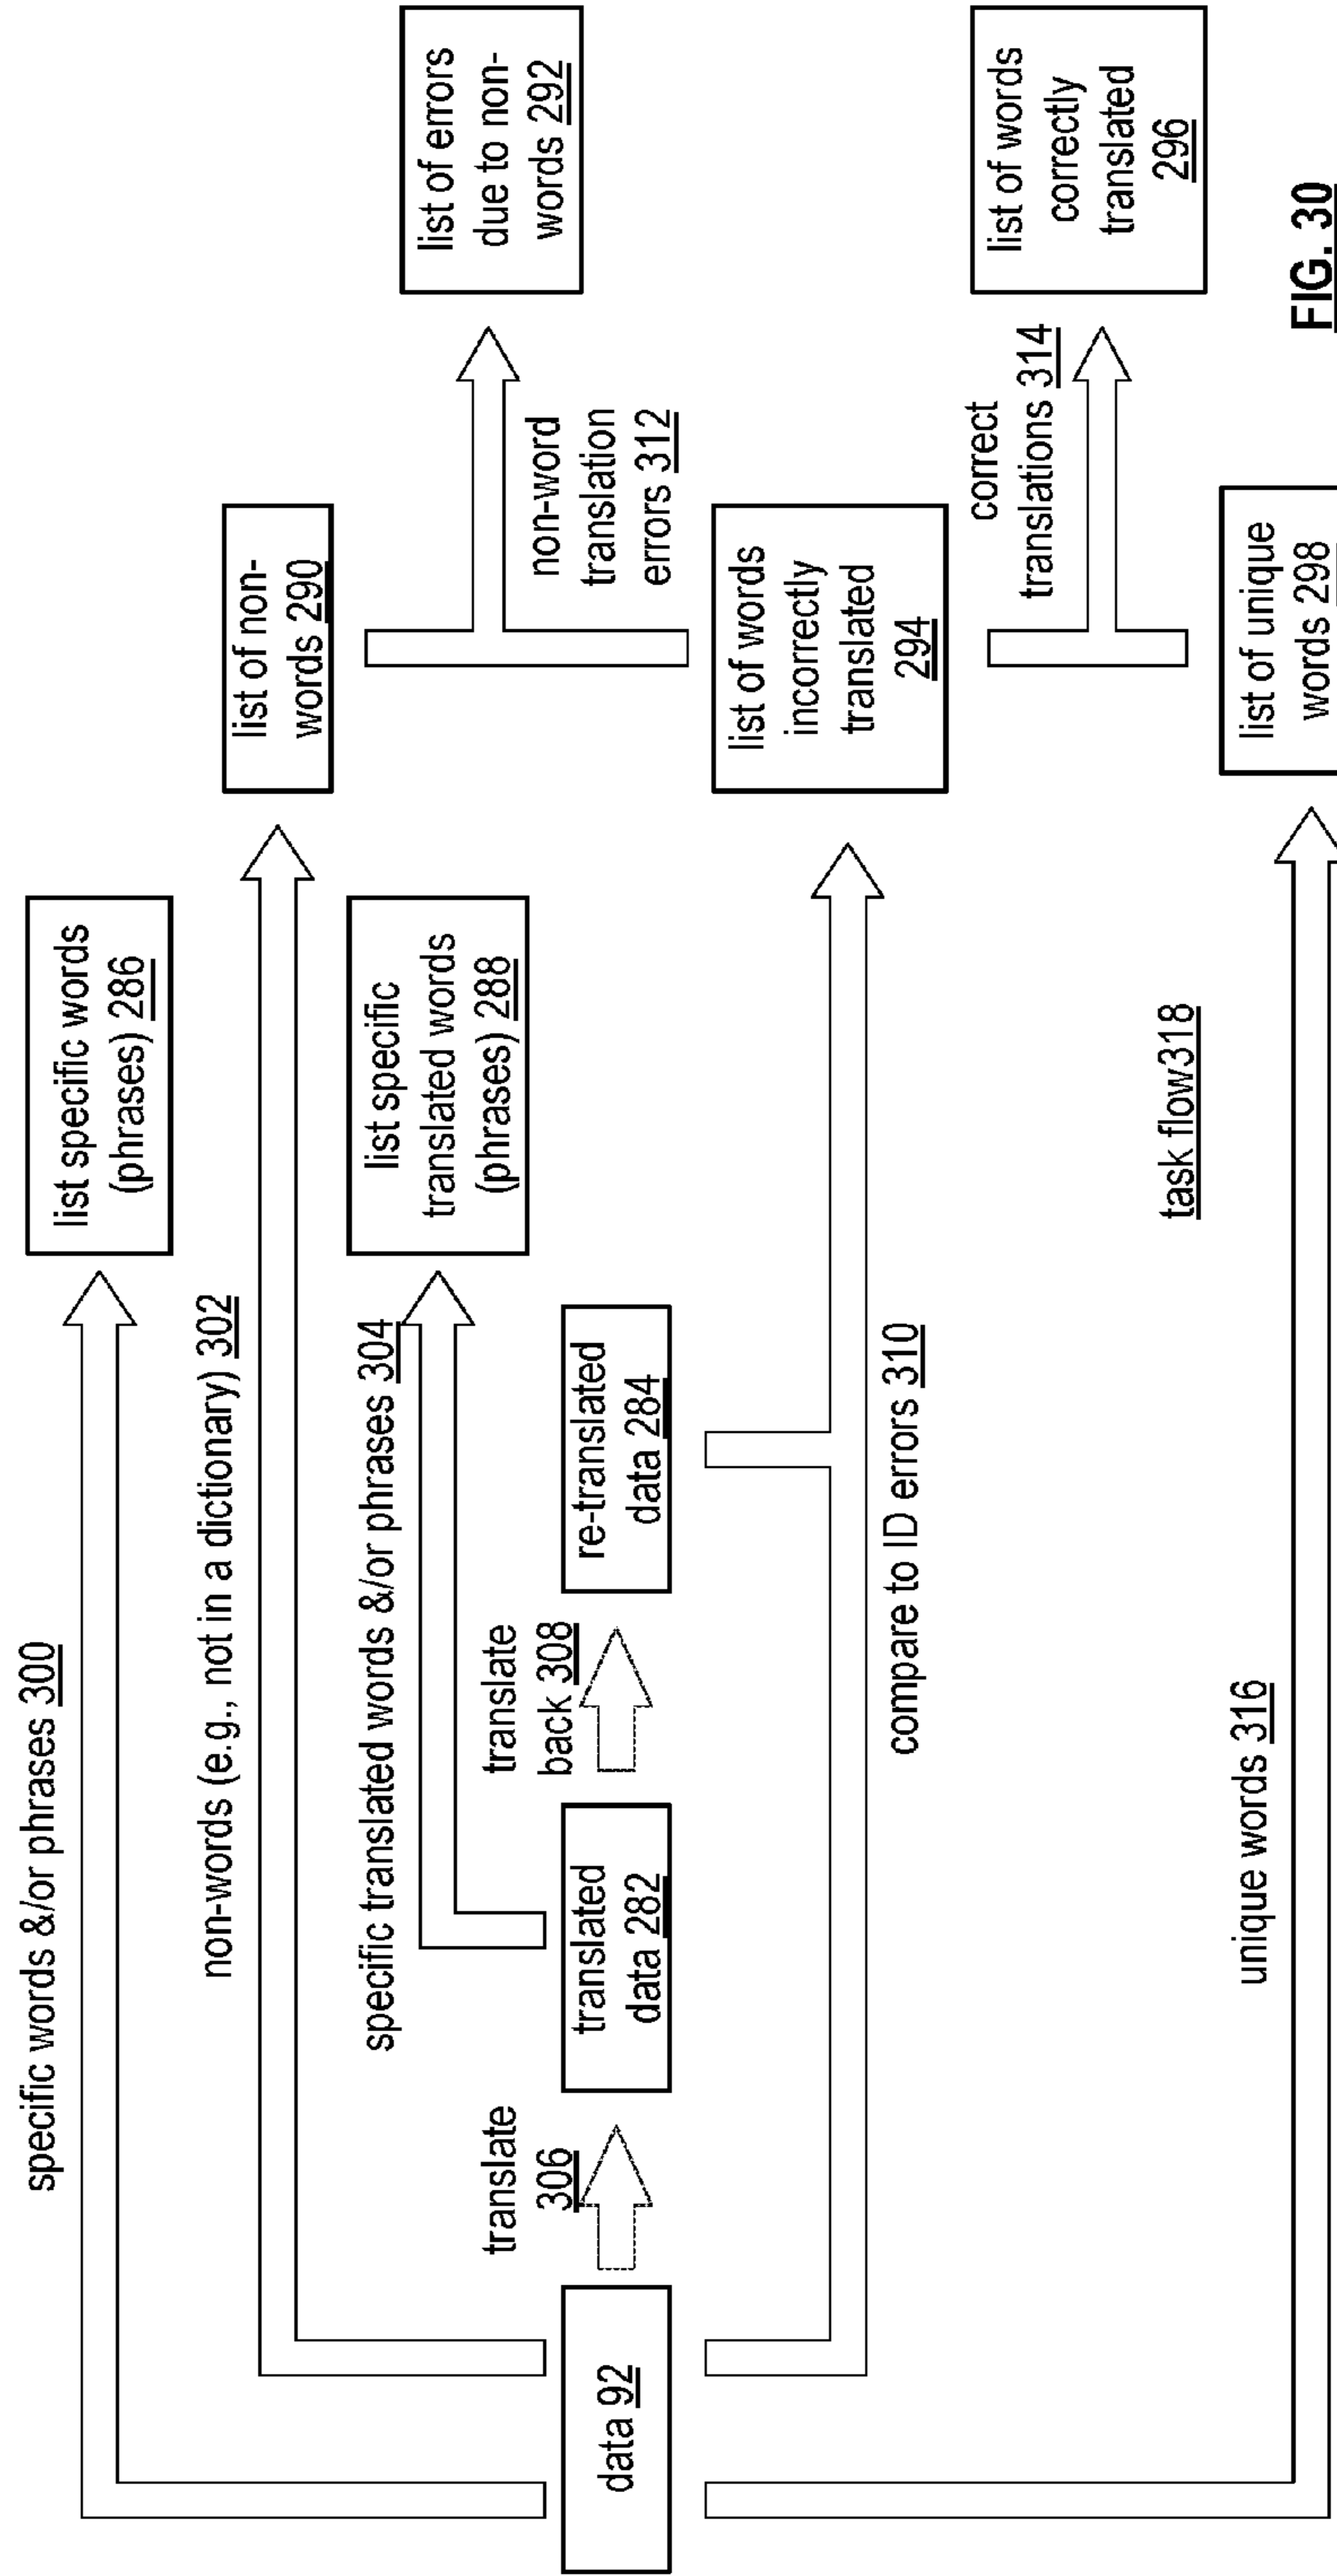 specific words &/or phrases 300
list specific words
(phrases) 286
non-words (e.g., not in a dictionary) 302
list of non-
words 290
specific translated words &/or phrases 304
list specific
translated words
(phrases) 288
list of errors
due to non-
words 292
non-word
translation
errors 312
translate
306
translate
back 308
data 92
translated
data 282
re-translated
data 284
list of words
incorrectly
translated
294
compare to ID errors 310
correct
translations 314
list of words
correctly
translated
296
task flow318
unique words 316
list of unique
words 298
FIG. 30